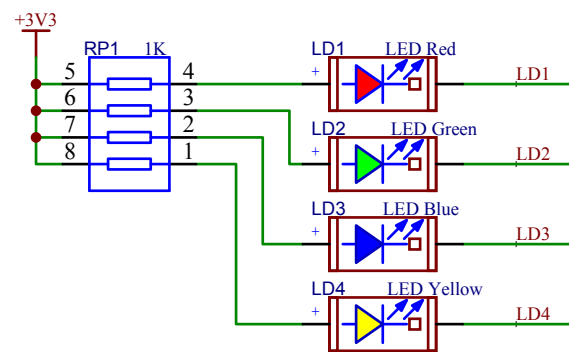 +3V3
RP1 1K
5 4
6 3
7 2
8 1
LD1 LED Red
+
LD1
LD2 LED Green
+
LD2
LD3 LED Blue
+
LD3
LD4 LED Yellow
+
LD4